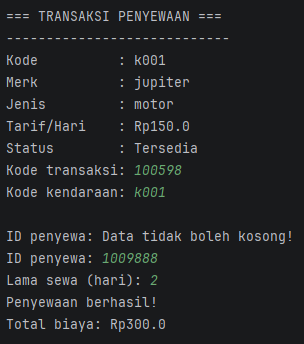 === TRANSAKSI PENYEWAAN ===
----------------------------
Kode          : k001
Merk          : jupiter
Jenis         : motor
Tarif/Hari    : Rp150.0
Status        : Tersedia
Kode transaksi: 100598
Kode kendaraan: k001

ID penyewa: Data tidak boleh kosong!
ID penyewa: 1009888
Lama sewa (hari): 2
Penyewaan berhasil!
Total biaya: Rp300.0